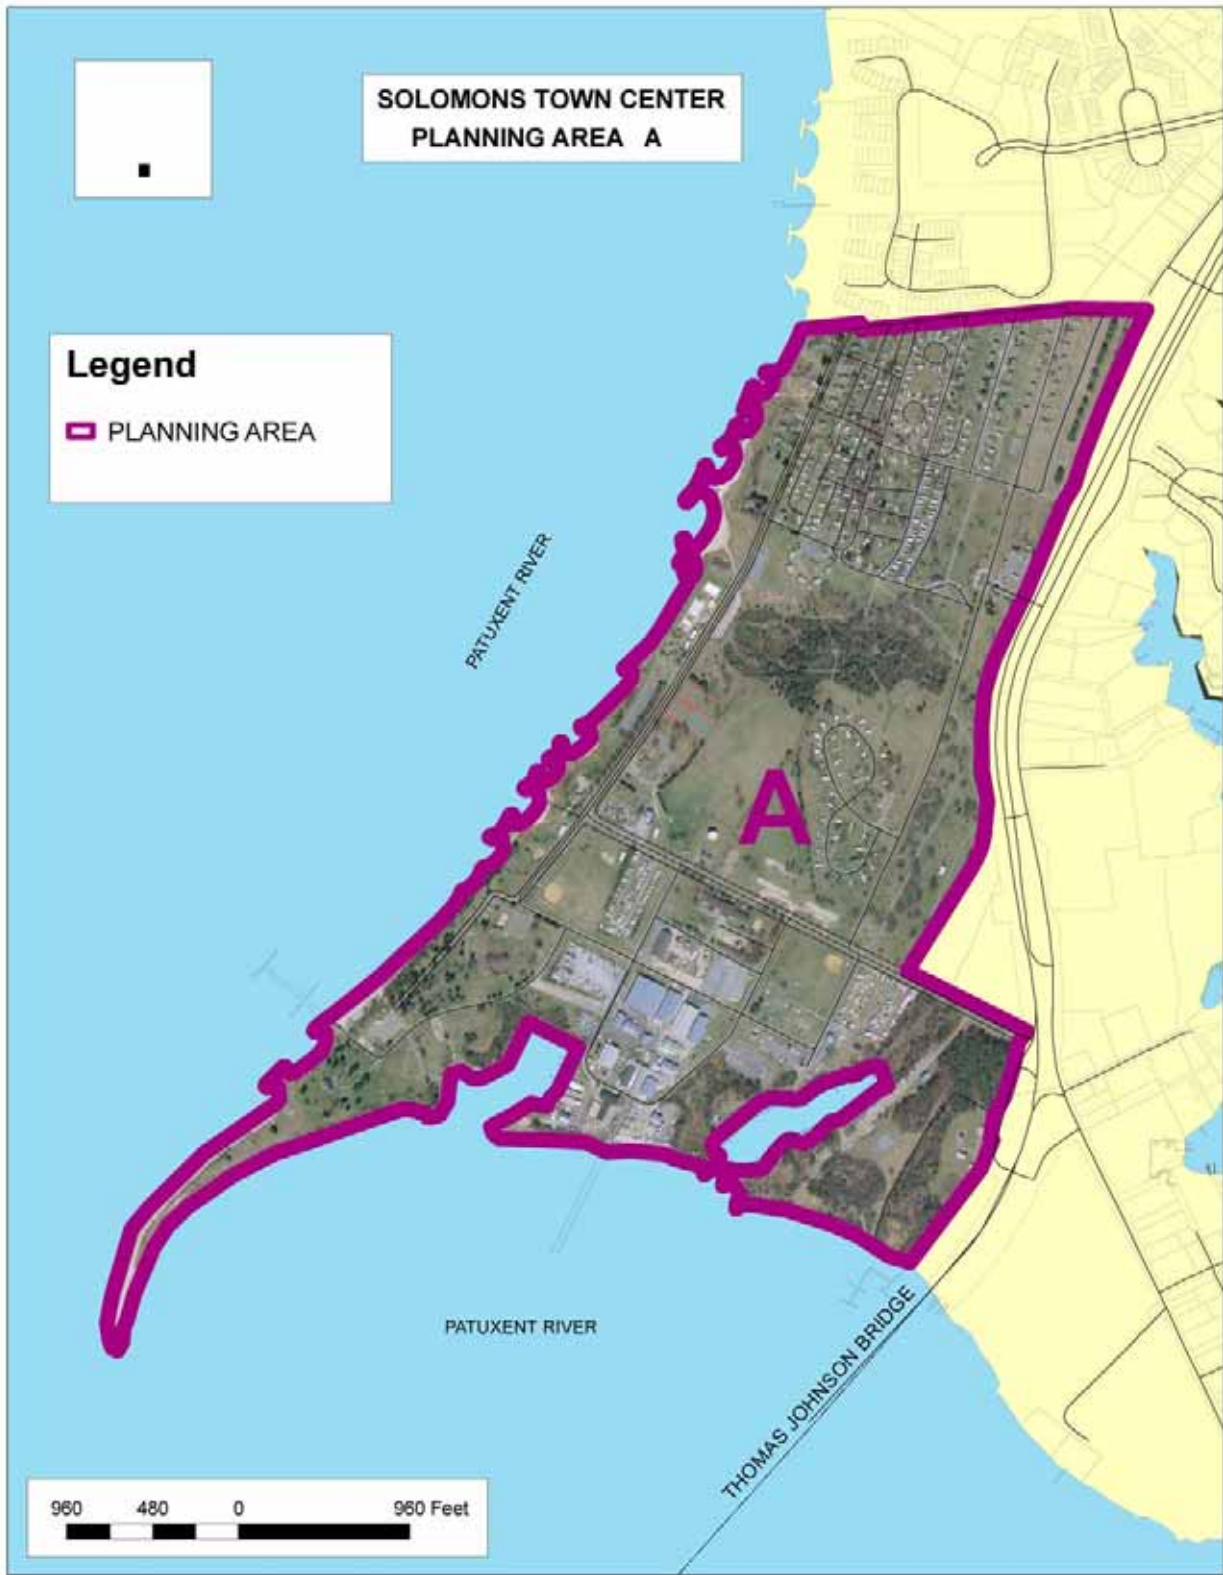 SOLOMONS TOWN CENTER
PLANNING AREA A
Legend
PLANNING AREA
PATUXENT RIVER
A
PATUXENT RIVER
THOMAS JOHNSON BRIDGE
960 480 0 960 Feet